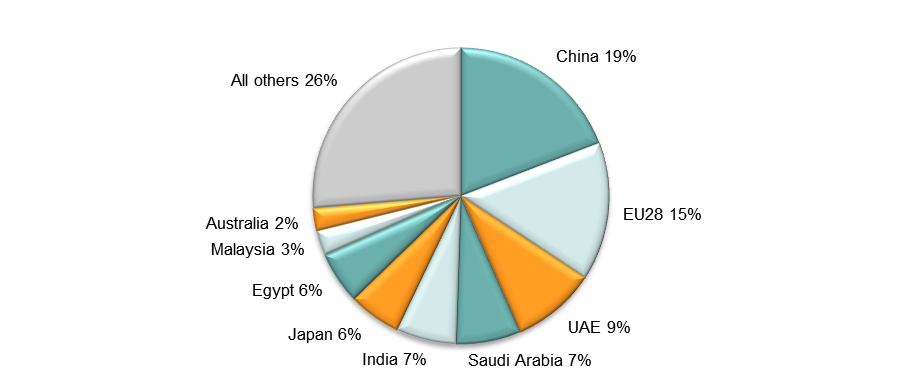 China 19%
All others 26%
EU28 15%
Australia 2%
Malaysia 3%
Egypt 6%
UAE 9%
Japan 6%
India 7%
Saudi Arabia 7%